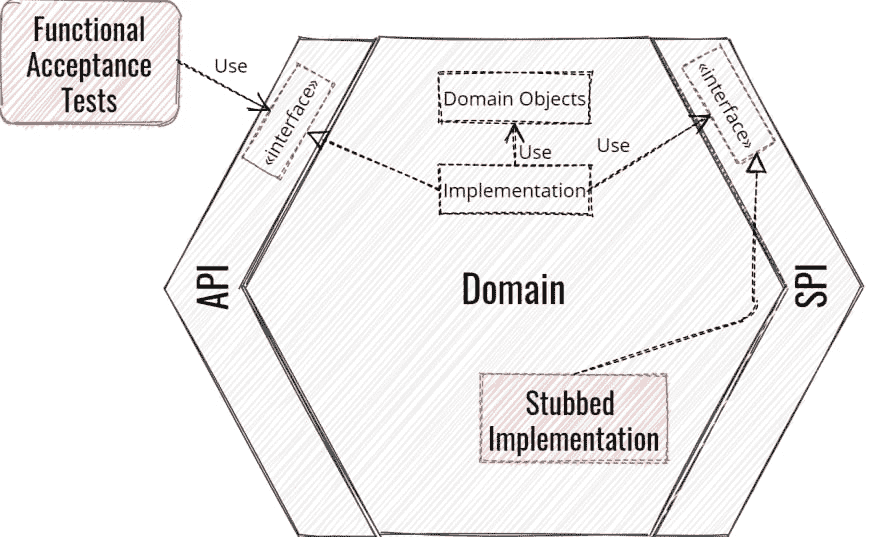 Functional
Acceptance
Tests
Use
«interface»
Domain Objects
Use
Use
«interface»
Implementation
API
Domain
SPI
Stubbed
Implementation